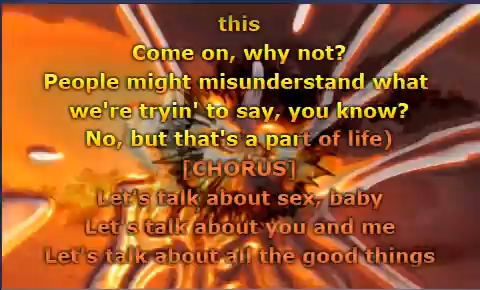 this
Come on, why not?
People might misunderstand what
we're tryin' to say, you know?
No, but that's a part of life)
[CHORUS]
Let's talk about sex, baby
Let's talk about you and me
Let's talk about all the good things